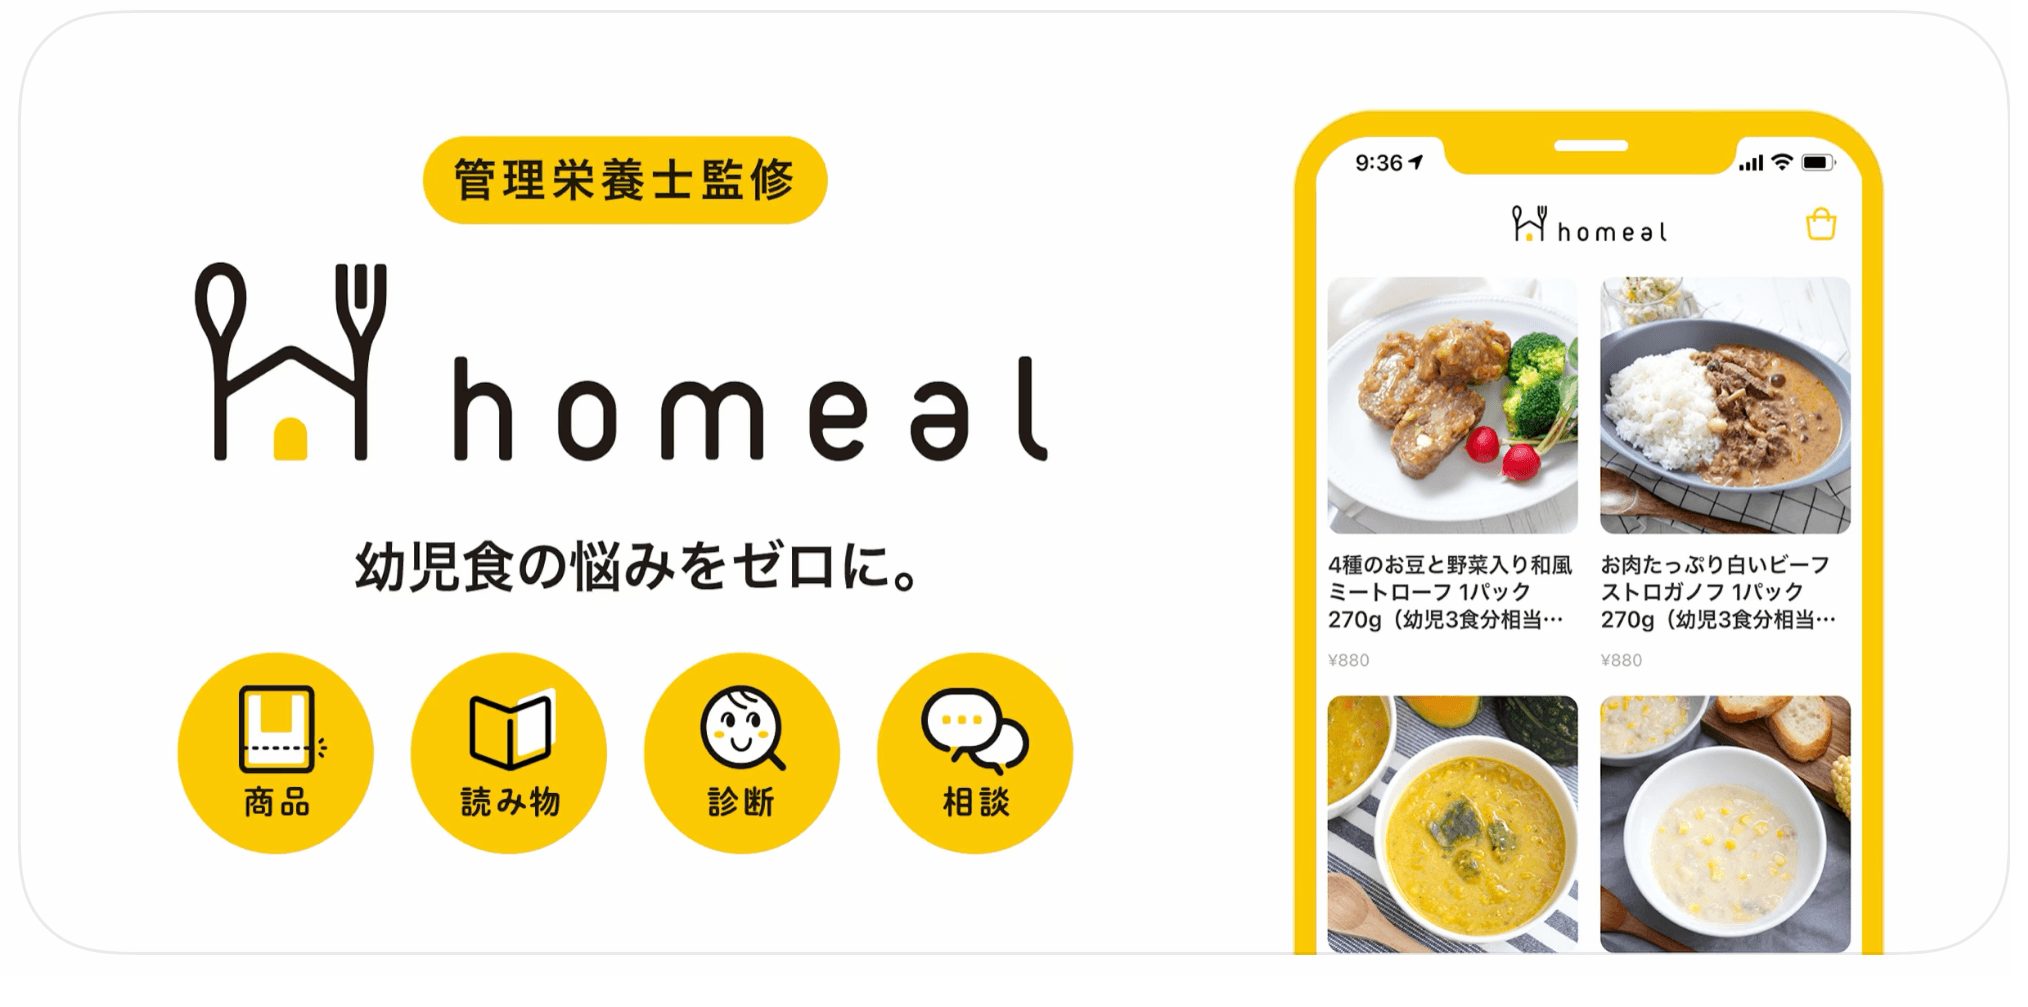 管理栄養士監修
homeal
幼児食の悩みをゼロに。
商品
読み物
診断
相談
9:36
homeal
4種のお豆と野菜入り和風
ミートローフ 1パック
270g（幼児3食分相当…
¥880
お肉たっぷり白いビーフ
ストロガノフ 1パック
270g（幼児3食分相当…
¥880